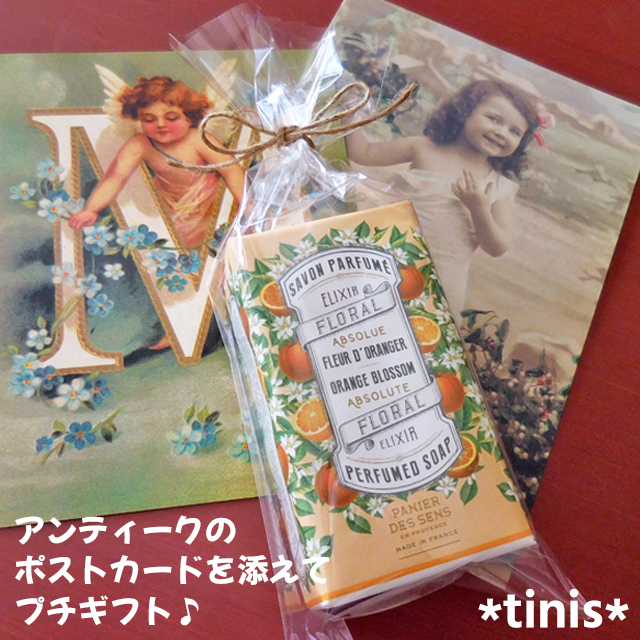 M
SAVON PARFUMÉ
ELIXIR
FLORAL
ABSOLUE
FLEUR D'ORANGER
ORANGE BLOSSOM
ABSOLUTE
FLORAL
ELIXIR
PERFUMED SOAP
PANIER
DES SENS
EN PROVENCE
MADE IN FRANCE
アンティークの
ポストカードを添えて
プチギフト♪
*tinis*